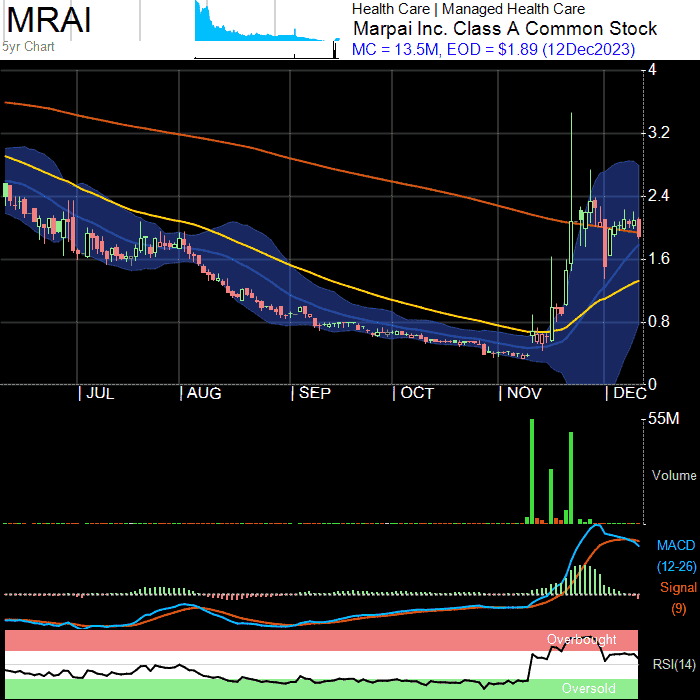 MRAI
5yr Chart
Health Care | Managed Health Care
Marpai Inc. Class A Common Stock
MC = 13.5M, EOD = $1.89 (12Dec2023)
4
3.2
2.4
1.6
0.8
0
| JUL | AUG | SEP | OCT | NOV | DEC
55M
Volume
MACD
(12-26)
Signal
(9)
Overbought
RSI(14)
Oversold